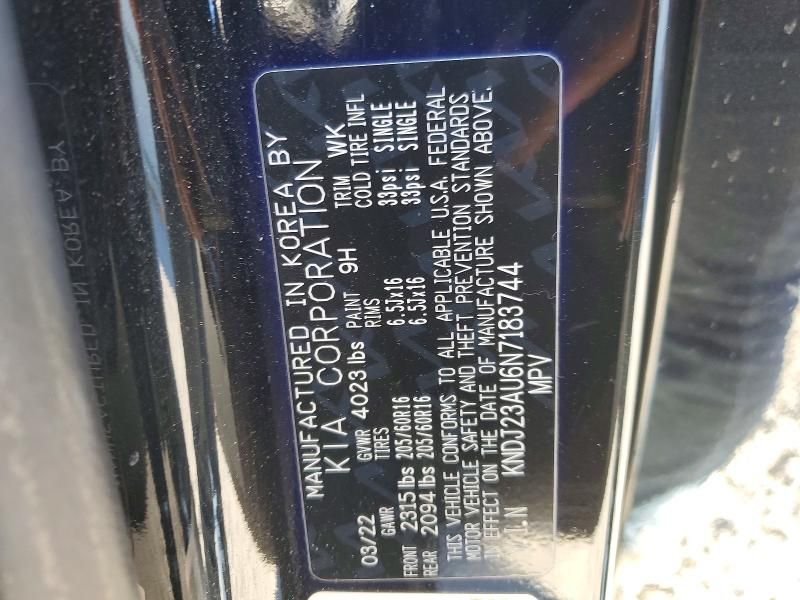 MANUFACTURED IN KOREA BY
KIA CORPORATION
03/22 GVWR 4023 lbs PAINT 9H TRIM WK
GAWR TIRES RIMS COLD TIRE INFL
FRONT 2315 lbs 205/60R16 6.5Jx16 33psi SINGLE
REAR 2094 lbs 205/60R16 6.5Jx16 33psi SINGLE
THIS VEHICLE CONFORMS TO ALL APPLICABLE U.S.A. FEDERAL
MOTOR VEHICLE SAFETY AND THEFT PREVENTION STANDARDS
IN EFFECT ON THE DATE OF MANUFACTURE SHOWN ABOVE.
KNDJ23AU6N7183744
MPV